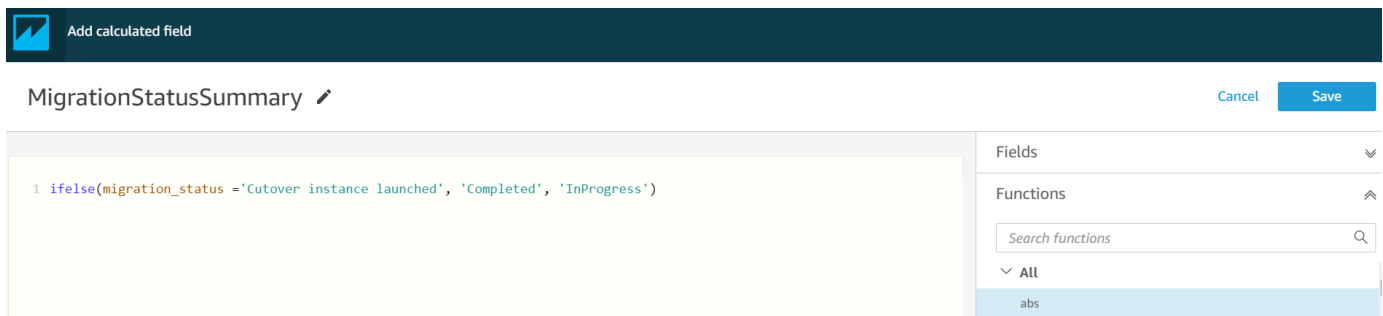 Add calculated field
MigrationStatusSummary
Cancel
Save
1 ifelse(migration_status ='Cutover instance launched', 'Completed', 'InProgress')
Fields
Functions
Search functions
All
abs